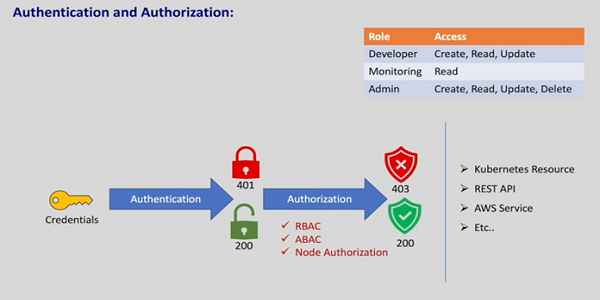 Authentication and Authorization:
Role Access
Developer Create, Read, Update
Monitoring Read
Admin Create, Read, Update, Delete
Credentials
Authentication
401
200
Authorization
RBAC
ABAC
Node Authorization
403
200
Kubernetes Resource
REST API
AWS Service
Etc..